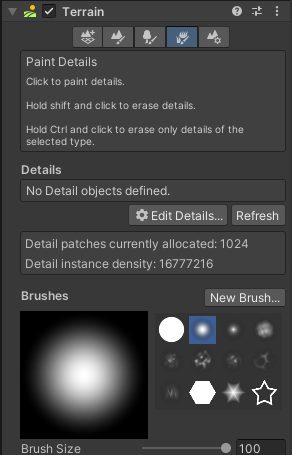 Terrain
Paint Details
Click to paint details.
Hold shift and click to erase details.
Hold Ctrl and click to erase only details of the
selected type.
Details
No Detail objects defined.
Edit Details...
Refresh
Detail patches currently allocated: 1024
Detail instance density: 16777216
Brushes
New Brush...
Brush Size
100